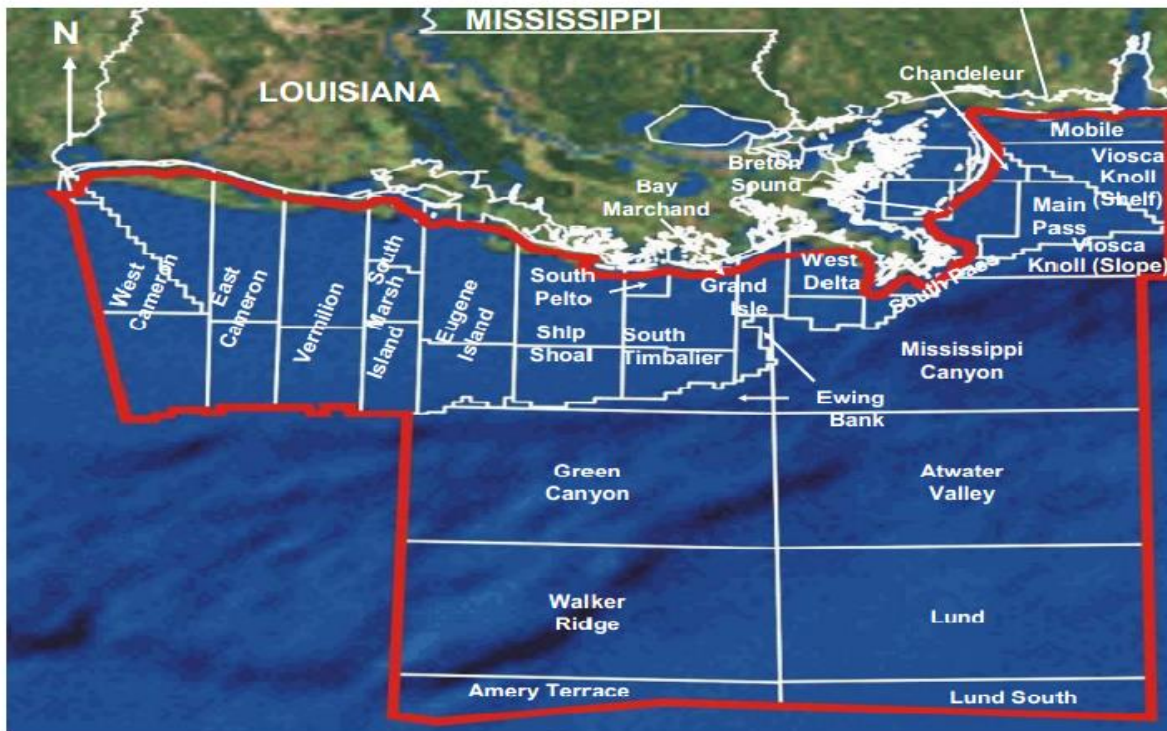 MISSISSIPPI
N
LOUISIANA
Chandeleur
Mobile
Viosca
Knoll
(Shelf)
Breton
Sound
Bay
Marchand
Main
Pass
Viosca
Knoll (Slope)
South Pass
West
Delta
Grand
Isle
South
Pelto
Ship
Shoal
South
Timbalier
West
Cameron
East
Cameron
Vermilion
South
Marsh
Island
Eugene
Island
Mississippi
Canyon
Ewing
Bank
Green
Canyon
Atwater
Valley
Walker
Ridge
Lund
Amery Terrace
Lund South